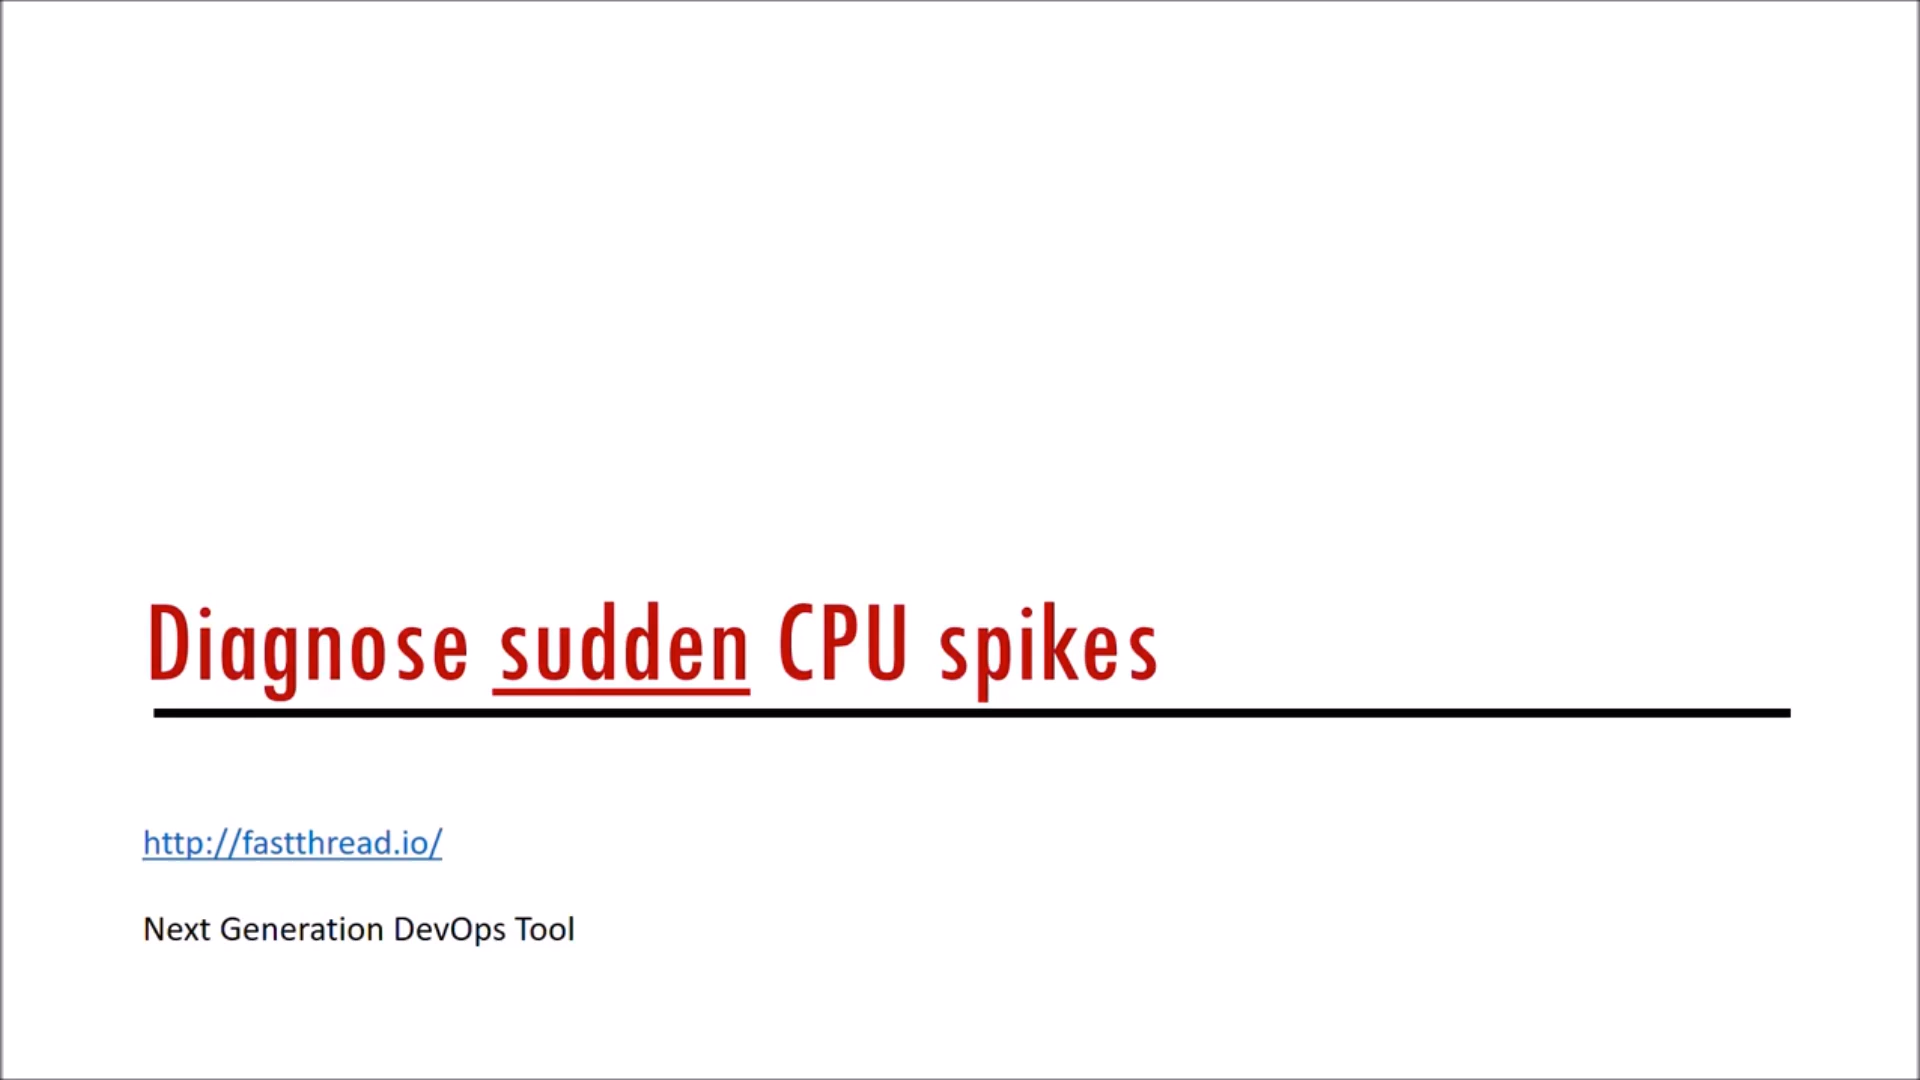 Diagnose sudden CPU spikes
http://fastthread.io/
Next Generation DevOps Tool